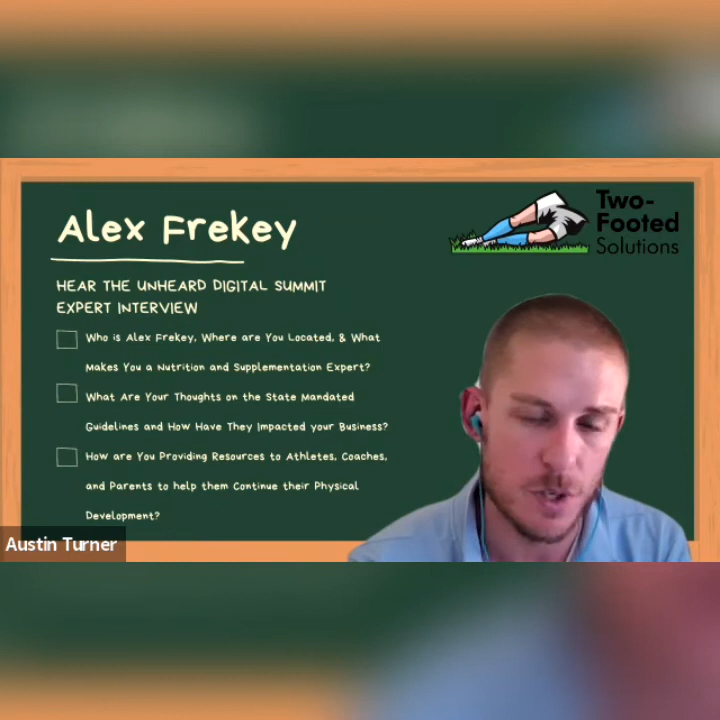 Alex Frekey
Two-
Footed
Solutions
HEAR THE UNHEARD DIGITAL SUMMIT
EXPERT INTERVIEW
Who is Alex Frekey, Where are You Located, & What
Makes You a Nutrition and Supplementation Expert?
What Are Your Thoughts on the State Mandated
Guidelines and How Have They Impacted your Business?
How are You Providing Resources to Athletes, Coaches,
and Parents to help them Continue their Physical
Development?
Austin Turner